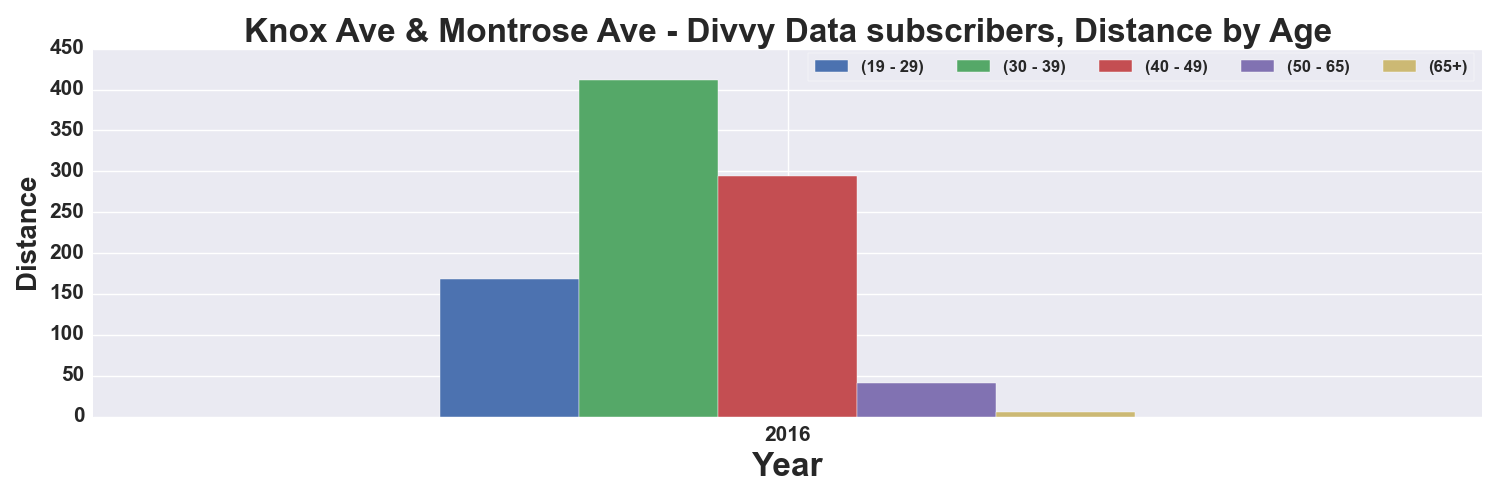 Knox Ave & Montrose Ave - Divvy Data subscribers, Distance by Age
(19 - 29) (30 - 39) (40 - 49) (50 - 65) (65+)
Distance
450
400
350
300
250
200
150
100
50
0
2016
Year